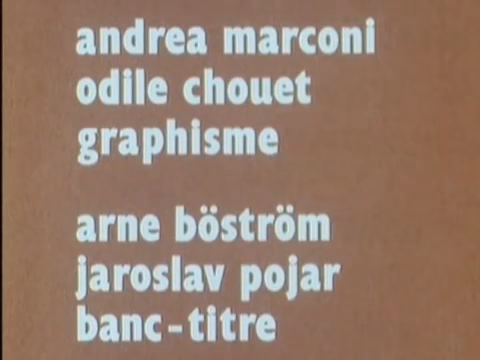 andrea marconi
odile chouet
graphisme
arne böström
jaroslav pojar
banc-titre